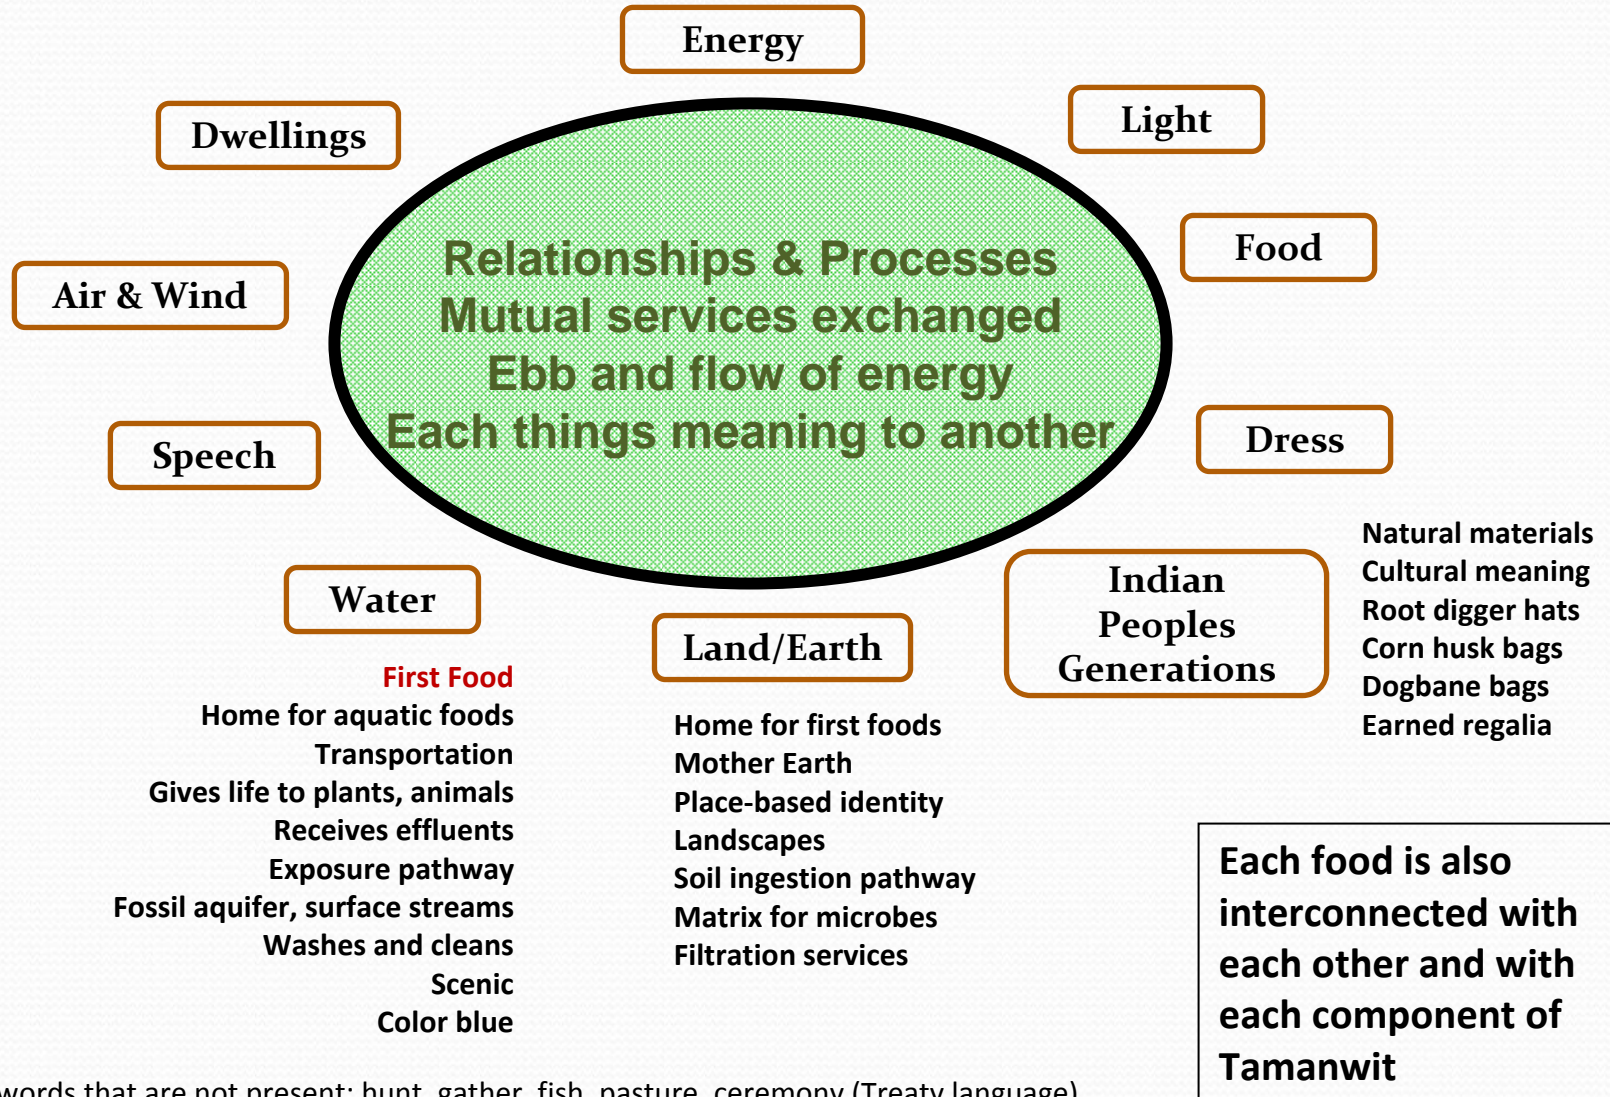 Energy
Dwellings
Light
Food
Air & Wind
Relationships & Processes
Mutual services exchanged
Ebb and flow of energy
Each things meaning to another
Speech
Dress
Natural materials
Cultural meaning
Root digger hats
Corn husk bags
Dogbane bags
Earned regalia
Indian
Peoples
Generations
Water
First Food
Home for aquatic foods
Transportation
Gives life to plants, animals
Receives effluents
Exposure pathway
Fossil aquifer, surface streams
Washes and cleans
Scenic
Color blue
Land/Earth
Home for first foods
Mother Earth
Place-based identity
Landscapes
Soil ingestion pathway
Matrix for microbes
Filtration services
Each food is also
interconnected with
each other and with
each component of
Tamanwit
words that are not present: hunt, gather, fish, pasture, ceremony (Treaty language)